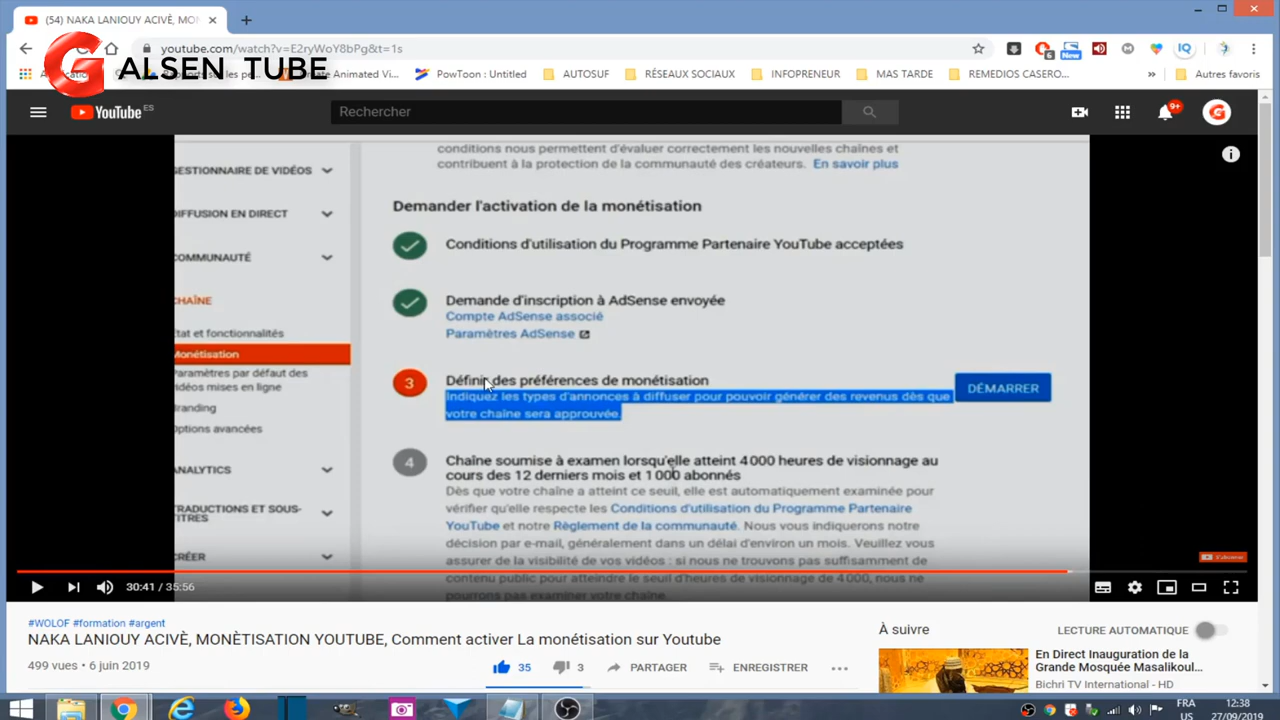 (54) NAKA LANIOUY ACIVÈ, MON
youtube.com/watch?v=E2ryWoY8bPg&t=1s
6
New
IQ
G ALSEN TUBE
PowToon : Untitled
AUTOSUF
RÉSEAUX SOCIAUX
INFOPRENEUR
MAS TARDE
REMEDIOS CASERO...
»
Autres favoris
YouTube ES
Rechercher
9+
conditions nous permettent d'évaluer correctement les nouvelles chaînes et
contribuent à la protection de la communauté des créateurs. En savoir plus
ESTIONNAIRE DE VIDÉOS
Demander l'activation de la monétisation
DIFFUSION EN DIRECT
Conditions d'utilisation du Programme Partenaire YouTube acceptées
COMMUNAUTÉ
CHAÎNE
Demande d'inscription à AdSense envoyée
Compte AdSense associé
État et fonctionnalités
Paramètres AdSense
Monétisation
Paramètres par défaut des
vidéos mises en ligne
3
Définir des préférences de monétisation
Indiquez les types d'annonces à diffuser pour pouvoir générer des revenus dès que
votre chaîne sera approuvée.
DÉMARRER
Branding
Options avancées
4
Chaîne soumise à examen lorsqu'elle atteint 4 000 heures de visionnage au
cours des 12 derniers mois et 1 000 abonnés
ANALYTICS
Dès que votre chaîne a atteint ce seuil, elle est automatiquement examinée pour
vérifier qu'elle respecte les Conditions d'utilisation du Programme Partenaire
TRADUCTIONS ET SOUS-
TITRES
YouTube et notre Règlement de la communauté. Nous vous indiquerons notre
décision par e-mail, généralement dans un délai d'environ un mois. Veuillez vous
CRÉER
assurer de la visibilité de vos vidéos : si nous ne trouvons pas suffisamment de
contenu public pour atteindre le seuil d'heures de visionnage de 4 000, nous ne
pourrons pas examiner votre chaîne.
30:41 / 35:56
#WOLOF #formation #argent
NAKA LANIOUY ACIVÈ, MONÈTISATION YOUTUBE, Comment activer La monétisation sur Youtube
499 vues • 6 juin 2019
35
3
PARTAGER
ENREGISTRER
À suivre
LECTURE AUTOMATIQUE
En Direct Inauguration de la
Grande Mosquée Masalikoul...
Bichri TV International - HD
FR
US
12:38
27/09/2019